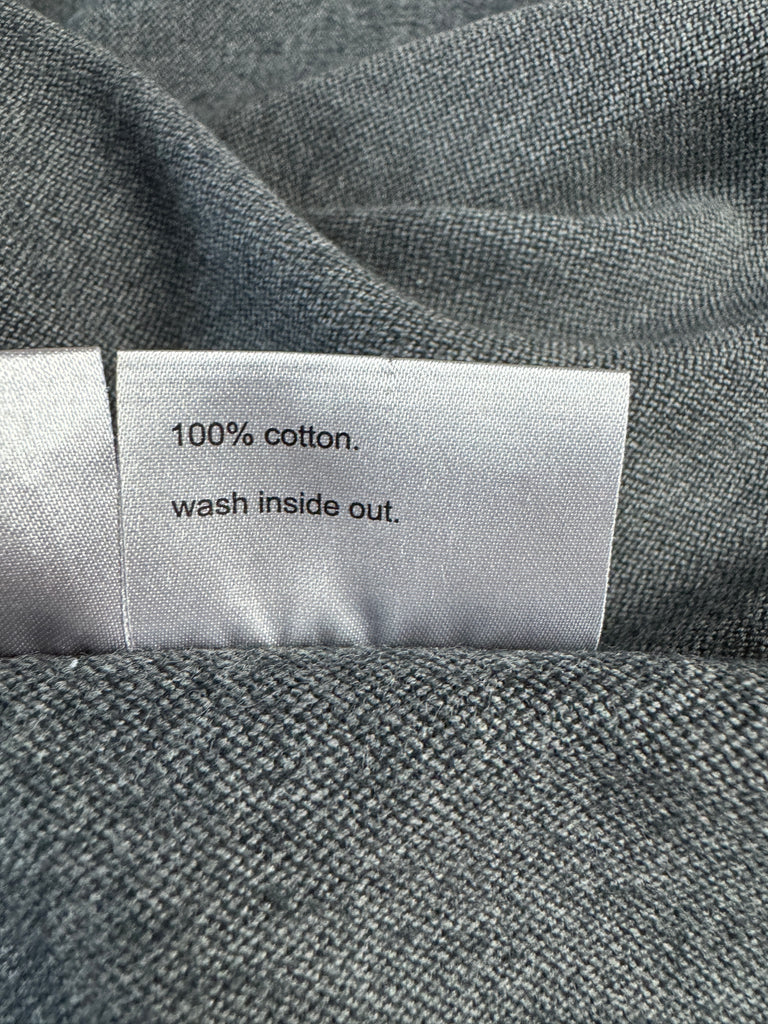 100% cotton.
wash inside out.